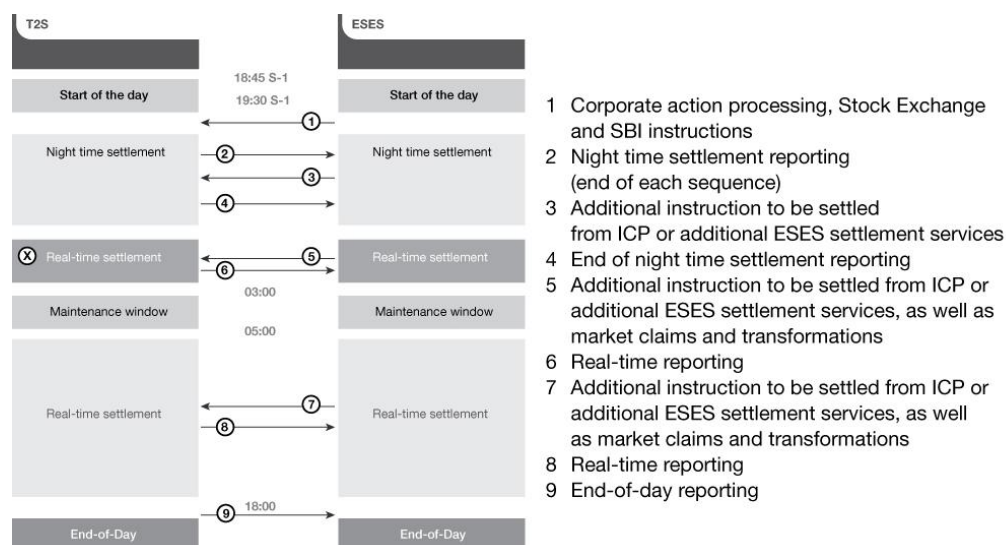 T2S
ESES
18:45 S-1
Start of the day
19:30 S-1
Start of the day
1
Night time settlement
2
Night time settlement
3
4
X Real-time settlement
5
Real-time settlement
6
03:00
Maintenance window
Maintenance window
05:00
7
Real-time settlement
Real-time settlement
8
9 18:00
End-of-Day
End-of-Day
1 Corporate action processing, Stock Exchange
and SBI instructions
2 Night time settlement reporting
(end of each sequence)
3 Additional instruction to be settled
from ICP or additional ESES settlement services
4 End of night time settlement reporting
5 Additional instruction to be settled from ICP or
additional ESES settlement services, as well as
market claims and transformations
6 Real-time reporting
7 Additional instruction to be settled from ICP or
additional ESES settlement services, as well
as market claims and transformations
8 Real-time reporting
9 End-of-day reporting